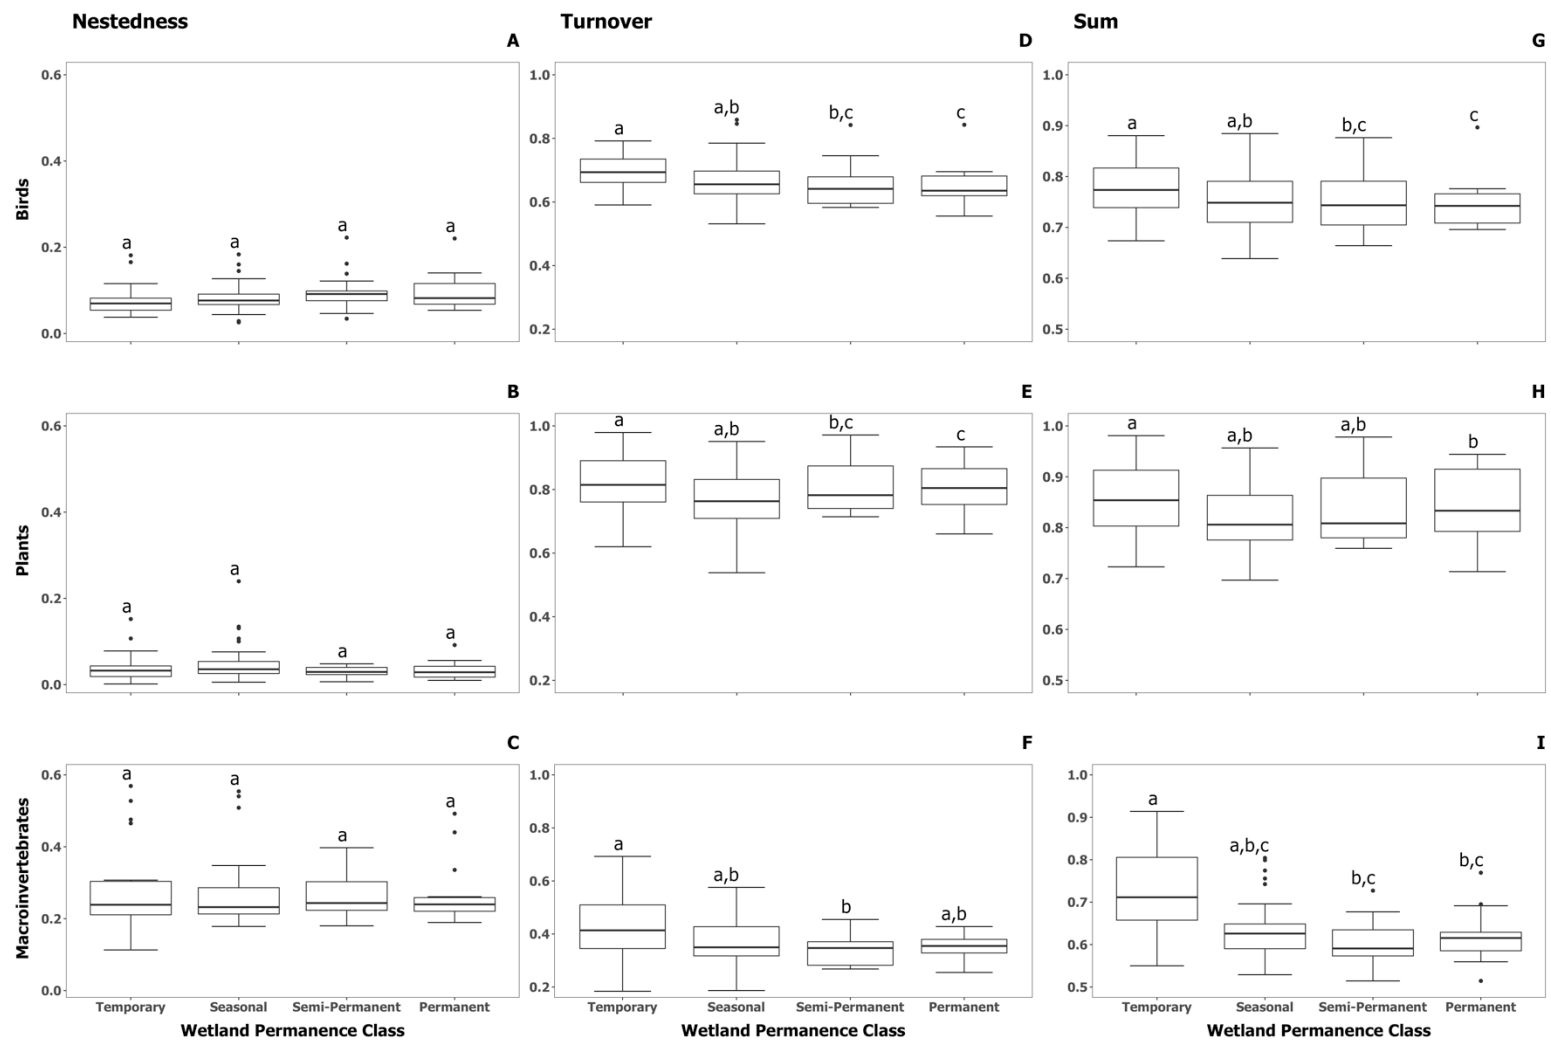 Nestedness Turnover Sum
A D G
0.6 1.0 1.0
a a,b b,c c
a a,b b,c c
0.9
0.4 0.8 0.8
Birds
0.6 0.7
a a a a
0.2 0.4 0.6
0.0 0.2 0.5
B E H
0.6 1.0 1.0
a a,b b,c c
a a,b a,b b
0.9
0.4 0.8 0.8
Plants
0.6 0.7
a a a a
0.2 0.4 0.6
0.0 0.2 0.5
C F I
0.6 1.0 1.0
a a a a
a a,b b a,b
a a,b,c b,c b,c
0.8 0.9
0.4 0.6 0.8
Macroinvertebrates
0.7
0.2 0.4 0.6
0.0 0.2 0.5
Temporary Seasonal Semi-Permanent Permanent Temporary Seasonal Semi-Permanent Permanent Temporary Seasonal Semi-Permanent Permanent
Wetland Permanence Class Wetland Permanence Class Wetland Permanence Class